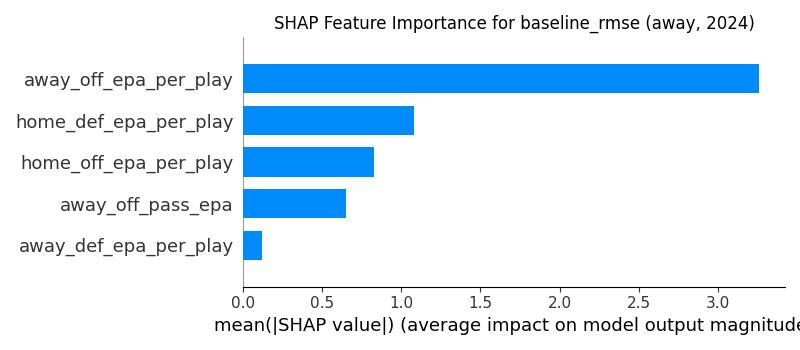 SHAP Feature Importance for baseline_rmse (away, 2024)
away_off_epa_per_play
home_def_epa_per_play
home_off_epa_per_play
away_off_pass_epa
away_def_epa_per_play
0.0 0.5 1.0 1.5 2.0 2.5 3.0
mean(|SHAP value|) (average impact on model output magnitude